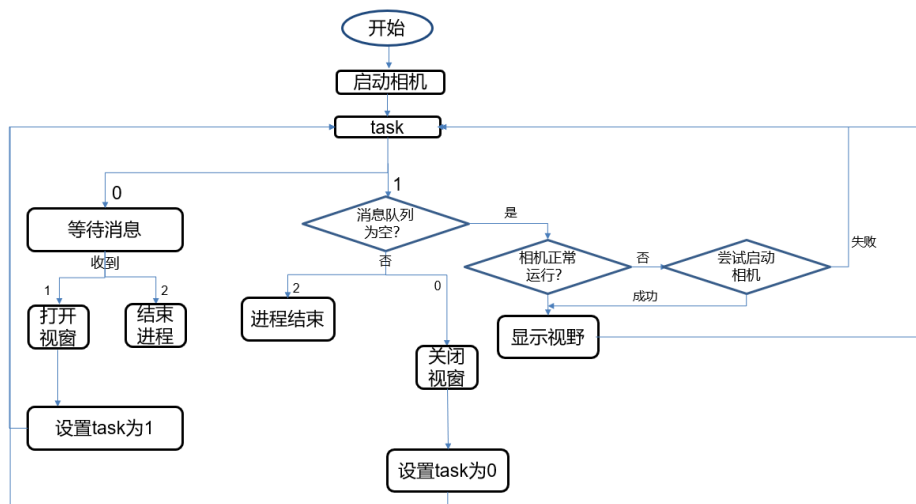 开始
启动相机
task
0
1
等待消息
消息队列
为空?
是
相机正常
运行?
否
尝试启动
相机
失败
收到
否
成功
1
2
2
0
打开
视窗
结束
进程
进程结束
显示视野
关闭
视窗
设置task为1
设置task为0